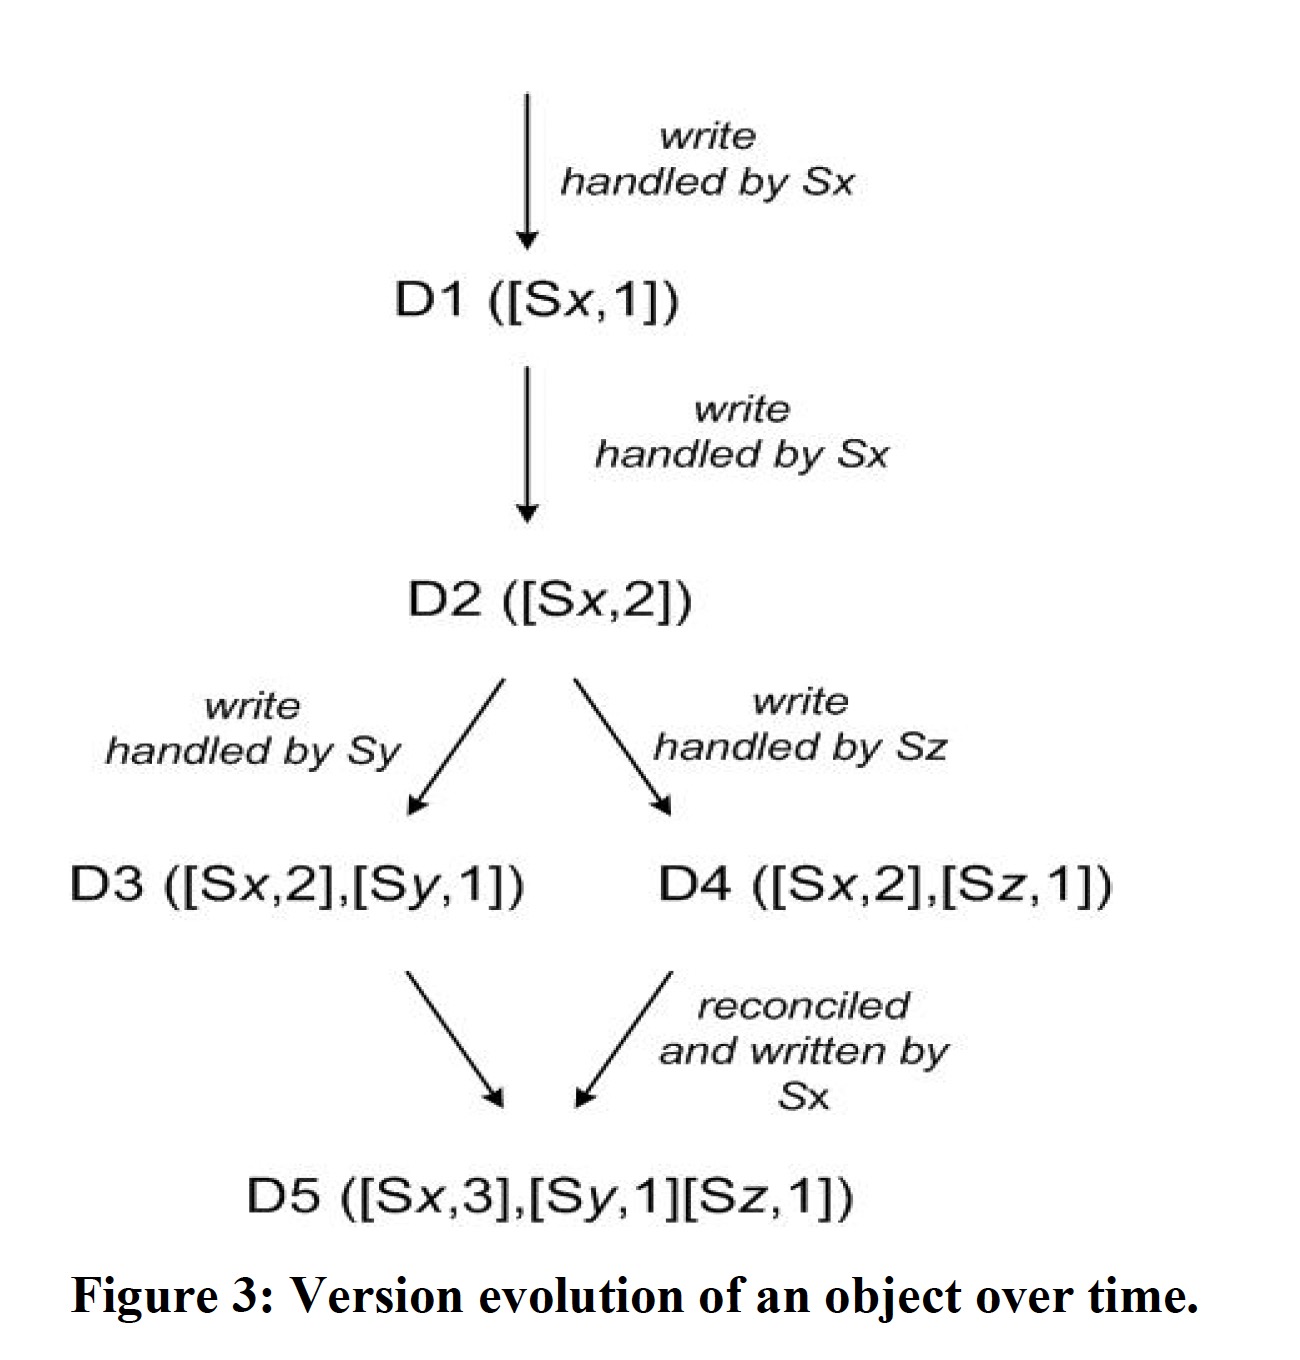 write
handled by Sx
D1 ([Sx,1])
write
handled by Sx
D2 ([Sx,2])
write
handled by Sy
write
handled by Sz
D3 ([Sx,2],[Sy,1])
D4 ([Sx,2],[Sz,1])
reconciled
and written by
Sx
D5 ([Sx,3],[Sy,1][Sz,1])
Figure 3: Version evolution of an object over time.